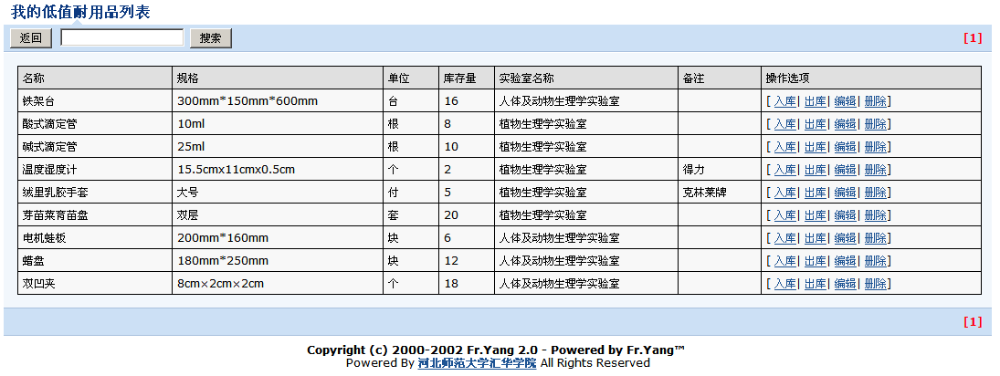 我的低值耐用品列表
返回 搜索 [1]
名称 规格 单位 库存量 实验室名称 备注 操作选项
铁架台 300mm*150mm*600mm 台 16 人体及动物生理学实验室 [ 入库| 出库| 编辑| 删除]
酸式滴定管 10ml 根 8 植物生理学实验室 [ 入库| 出库| 编辑| 删除]
碱式滴定管 25ml 根 10 植物生理学实验室 [ 入库| 出库| 编辑| 删除]
温度湿度计 15.5cmx11cmx0.5cm 个 2 植物生理学实验室 得力 [ 入库| 出库| 编辑| 删除]
绒里乳胶手套 大号 付 5 植物生理学实验室 克林莱牌 [ 入库| 出库| 编辑| 删除]
芽苗菜育苗盘 双层 套 20 植物生理学实验室 [ 入库| 出库| 编辑| 删除]
电机蛙板 200mm*160mm 块 6 人体及动物生理学实验室 [ 入库| 出库| 编辑| 删除]
蜡盘 180mm*250mm 块 12 人体及动物生理学实验室 [ 入库| 出库| 编辑| 删除]
双凹夹 8cm×2cm×2cm 个 18 人体及动物生理学实验室 [ 入库| 出库| 编辑| 删除]
[1]
Copyright (c) 2000-2002 Fr.Yang 2.0 - Powered by Fr.Yang™
Powered By 河北师范大学汇华学院 All Rights Reserved